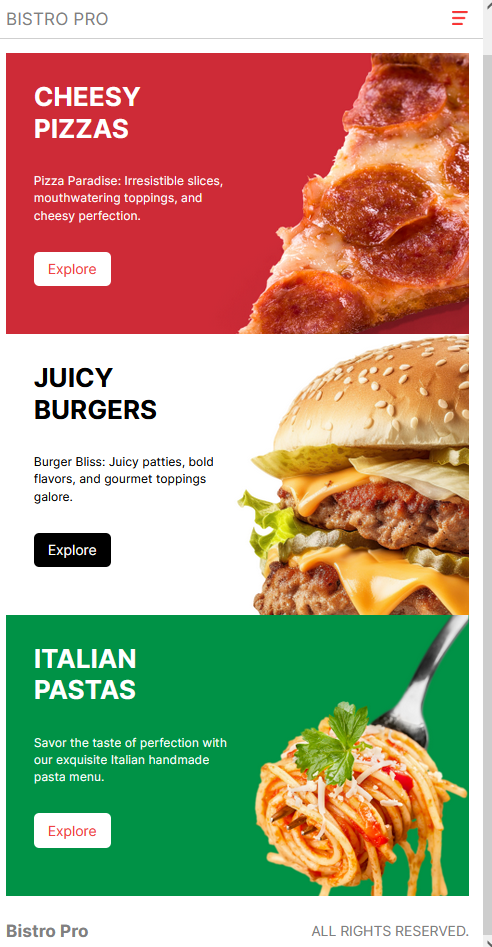 BISTRO PRO
CHEESY
PIZZAS
Pizza Paradise: Irresistible slices,
mouthwatering toppings, and
cheesy perfection.
Explore
JUICY
BURGERS
Burger Bliss: Juicy patties, bold
flavors, and gourmet toppings
galore.
Explore
ITALIAN
PASTAS
Savor the taste of perfection with
our exquisite Italian handmade
pasta menu.
Explore
Bistro Pro ALL RIGHTS RESERVED.